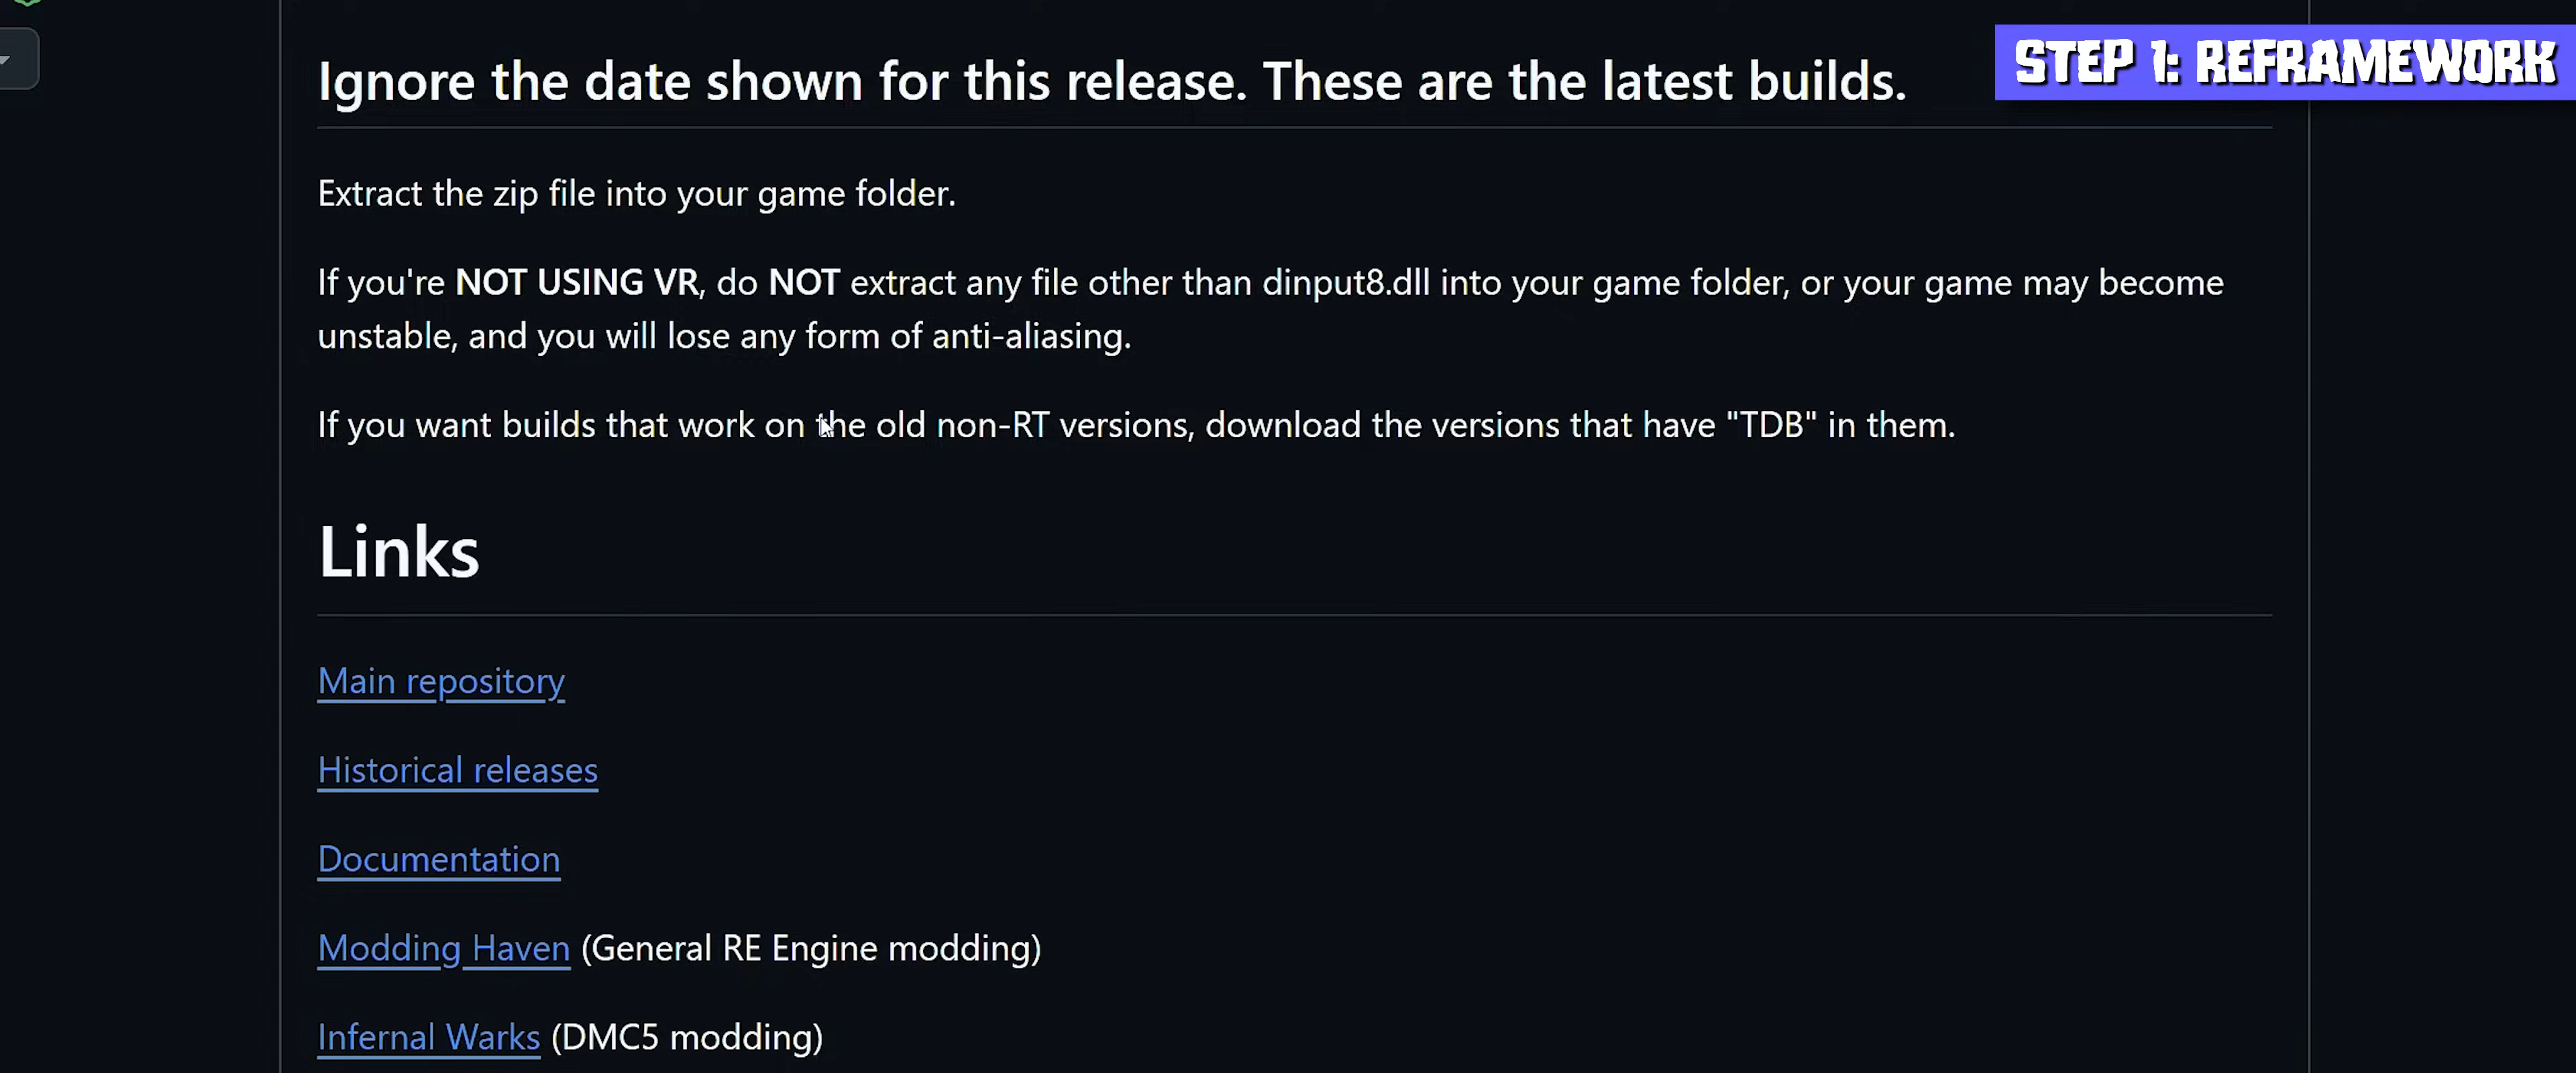 STEP 1: REFRAMEWORK
Ignore the date shown for this release. These are the latest builds.
Extract the zip file into your game folder.
If you're NOT USING VR, do NOT extract any file other than dinput8.dll into your game folder, or your game may become
unstable, and you will lose any form of anti-aliasing.
If you want builds that work on the old non-RT versions, download the versions that have "TDB" in them.
Links
Main repository
Historical releases
Documentation
Modding Haven (General RE Engine modding)
Infernal Warks (DMC5 modding)